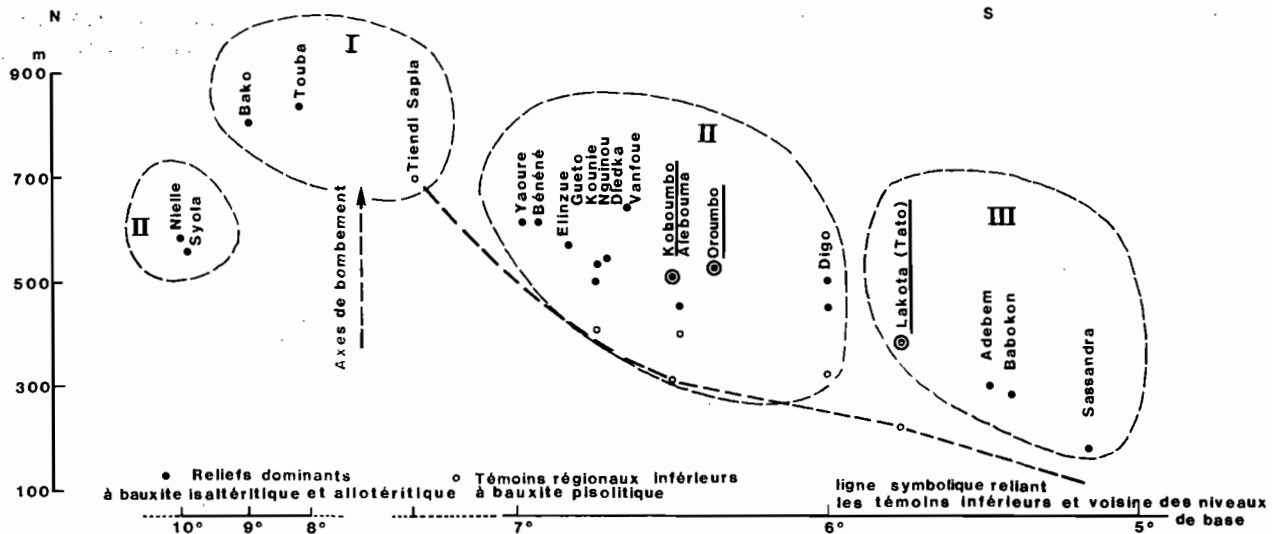 N
S
m
900
700
500
300
100
I
Bako
Touba
Tiendi Sapia
II
Nielle
Syola
Axes de bombement
II
Yaoure
Bénéné
Elinzue
Gueto
Kounie
Nguinou
Diedka
Vanfoue
Koboumbo
Alebouma
Oroumbo
Digo
III
Lakota (Tato)
Adebem
Babokon
Sassandra
Reliefs dominants
à bauxite isaltéritique et allotéritique
Témoins régionaux inférieurs
à bauxite pisolitique
ligne symbolique reliant
les témoins inférieurs et voisine des niveaux
de base
10° 9° 8° 7° 6° 5°